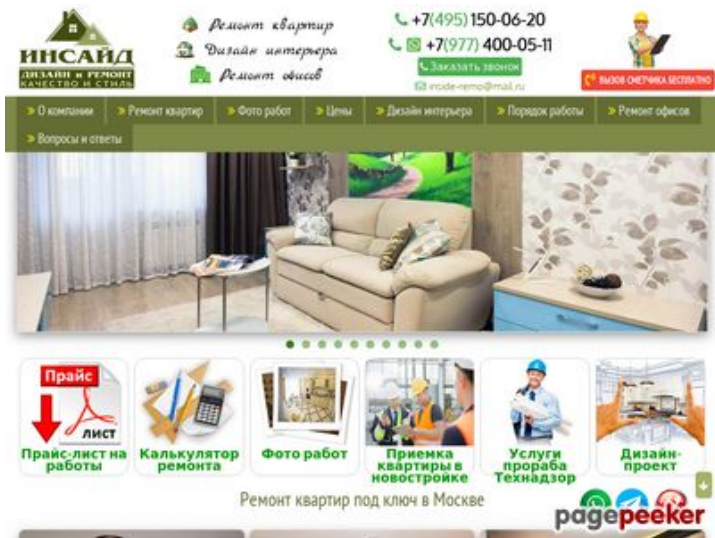 ИНСАЙД
ДИЗАЙН и РЕМОНТ
КАЧЕСТВО И СТИЛЬ
Ремонт квартир
Дизайн интерьера
Ремонт офисов
+7(495) 150-06-20
+7(977) 400-05-11
Заказать звонок
inside-remo@mail.ru
ВЫЗОВ СМЕТЧИКА БЕСПЛАТНО
» О компании
» Ремонт квартир
» Фото работ
» Цены
» Дизайн интерьера
» Порядок работы
» Ремонт офисов
» Вопросы и ответы
Прайс
лист
Прайс-лист на
работы
Калькулятор
ремонта
Фото работ
Приемка
квартиры в
новостройке
Услуги
прораба
Технадзор
Дизайн-
проект
Ремонт квартир под ключ в Москве
pagepeeker